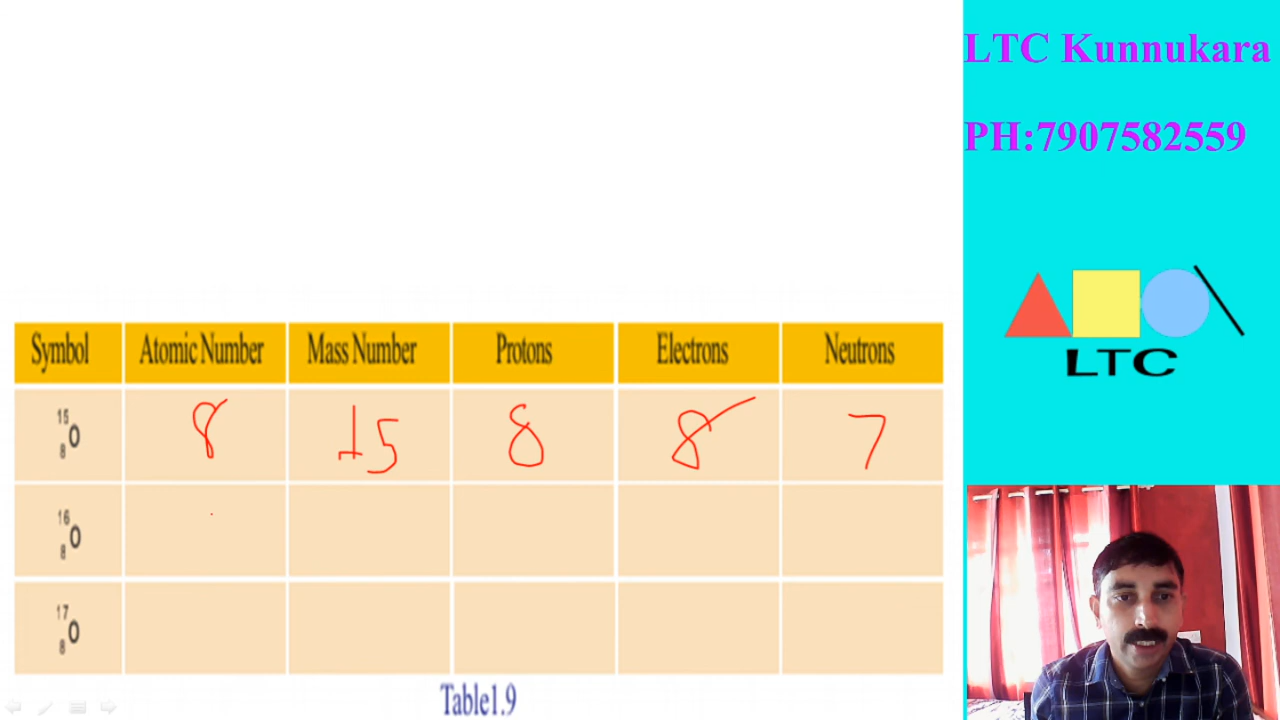 LTC Kunnukara
PH:7907582559
LTC
Symbol Atomic Number Mass Number Protons Electrons Neutrons
15 8 O 8 15 8 8 7
16 8 O
17 8 O
Table1.9